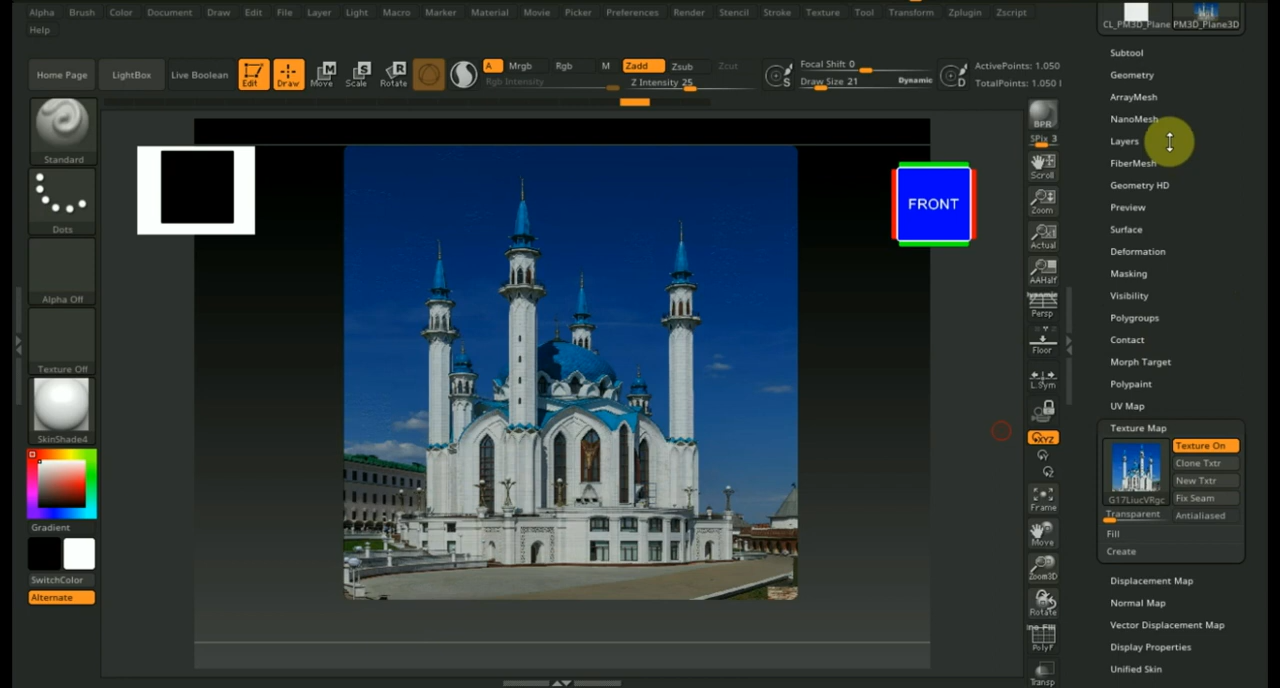 Alpha Brush Color Document Draw Edit File Layer Light Macro Marker Material Movie Picker Preferences Render Stencil Stroke Texture Tool Transform Zplugin Zscript
Help
Home Page LightBox Live Boolean Edit Draw Move Scale Rotate
A Mrgb Rgb M Zadd Zsub Zcut
Rgb Intensity Z Intensity 25
Focal Shift 0
Draw Size 21 Dynamic
ActivePoints: 1.050
TotalPoints: 1.050
Standard
Dots
Alpha Off
Texture Off
SkinShade4
Gradient
SwitchColor
Alternate
FRONT
BPR
SPix 3
Scroll
Zoom
Actual
AAHalf
Dynamic
Persp
Floor
L.Sym
XYZ
Frame
Move
Zoom3D
Rotate
Line Fill
PolyF
Transp
CL_PM3D_Plane PM3D_Plane3D
Subtool
Geometry
ArrayMesh
NanoMesh
Layers
FiberMesh
Geometry HD
Preview
Surface
Deformation
Masking
Visibility
Polygroups
Contact
Morph Target
Polypaint
UV Map
Texture Map
Texture On
Clone Txtr
New Txtr
G17LiucVRgc Fix Seam
Transparent Antialiased
Fill
Create
Displacement Map
Normal Map
Vector Displacement Map
Display Properties
Unified Skin